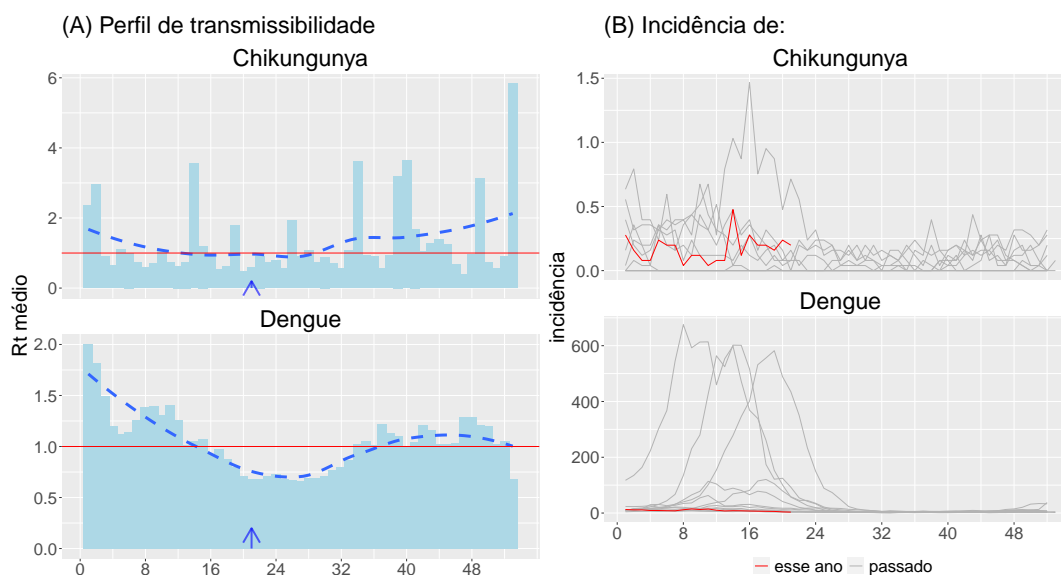 (A) Perfil de transmissibilidade
Chikungunya
6
4
2
0
Dengue
2.0
1.5
1.0
0.5
0.0
0 8 16 24 32 40 48
Rt médio
(B) Incidência de:
Chikungunya
1.5
1.0
0.5
0.0
Dengue
600
400
200
0
0 8 16 24 32 40 48
incidência
esse ano passado